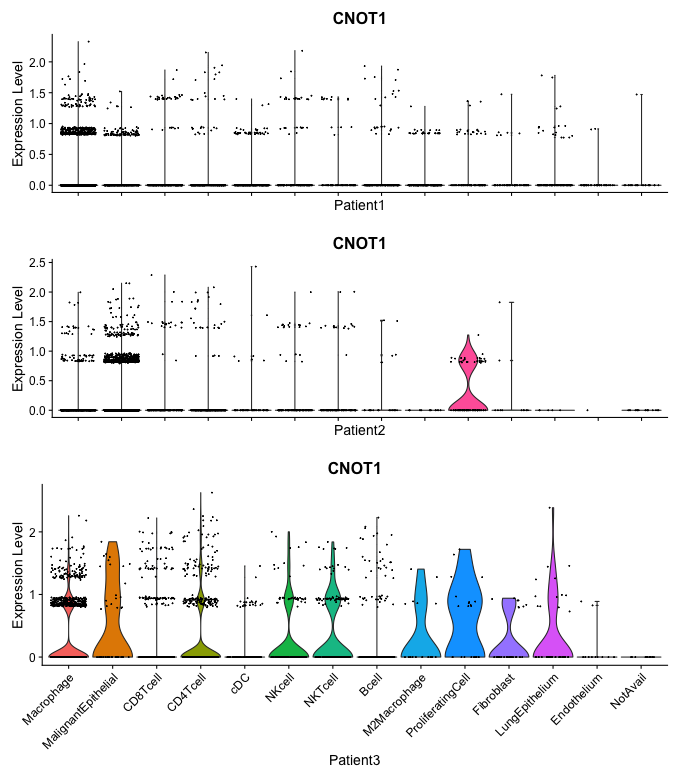 CNOT1
Expression Level
2.0
1.5
1.0
0.5
0.0
Patient1
CNOT1
Expression Level
2.5
2.0
1.5
1.0
0.5
0.0
Patient2
CNOT1
Expression Level
2
1
0
Macrophage
MalignantEpithelial
CD8Tcell
CD4Tcell
cDC
NKcell
NKTcell
Bcell
M2Macrophage
ProliferatingCell
Fibroblast
LungEpithelium
Endothelium
NotAvail
Patient3